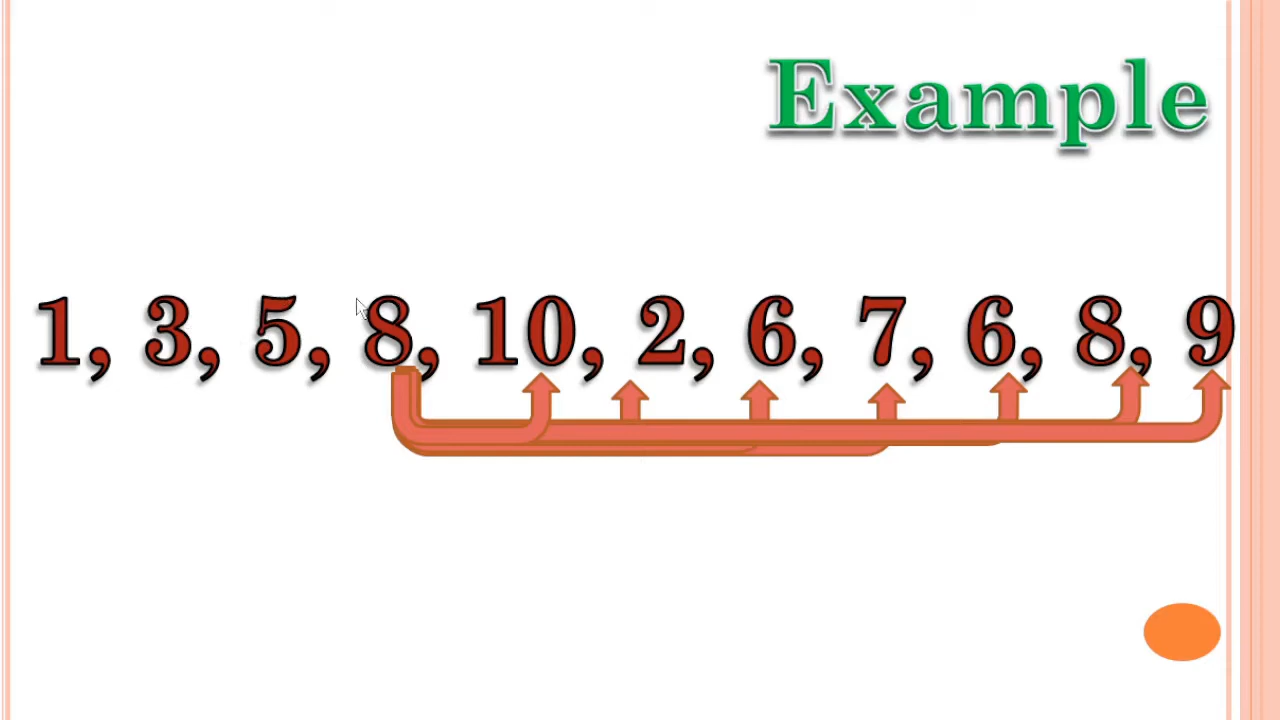 Example
1, 3, 5, 8, 10, 2, 6, 7, 6, 8, 9